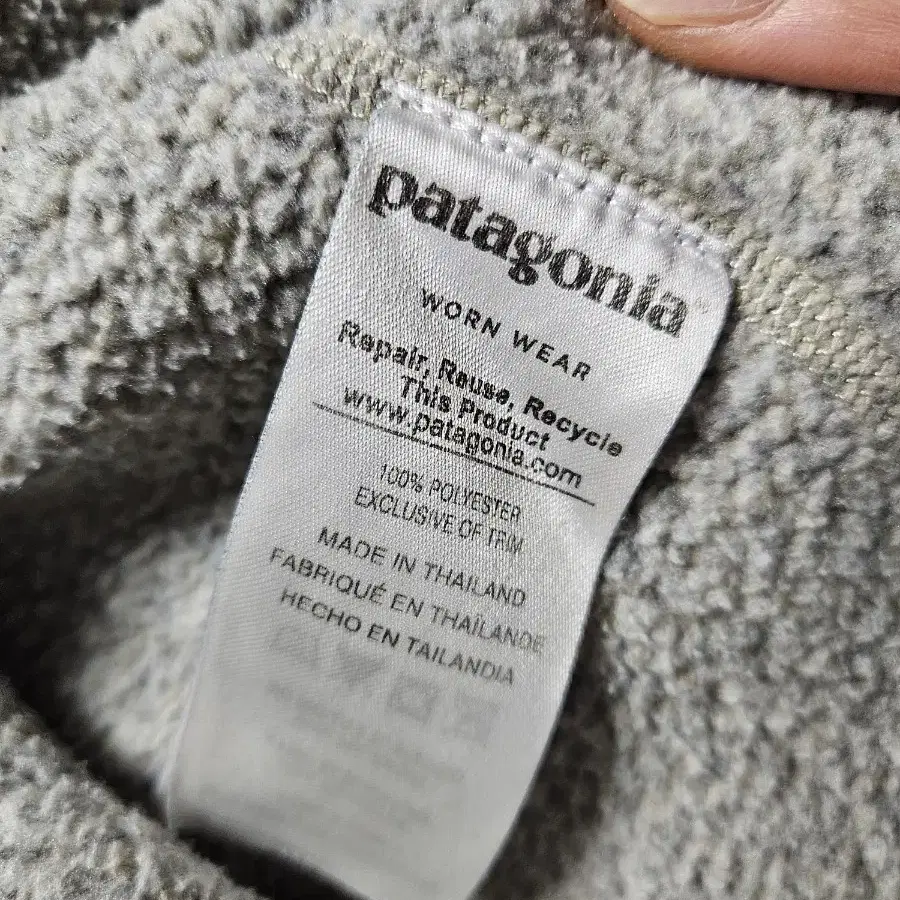 patagonia
WORN WEAR
Repair, Reuse, Recycle
This Product
www.patagonia.com
100% POLYESTER
EXCLUSIVE OF TRIM
MADE IN THAILAND
FABRIQUÉ EN THAÏLANDE
HECHO EN TAILANDIA